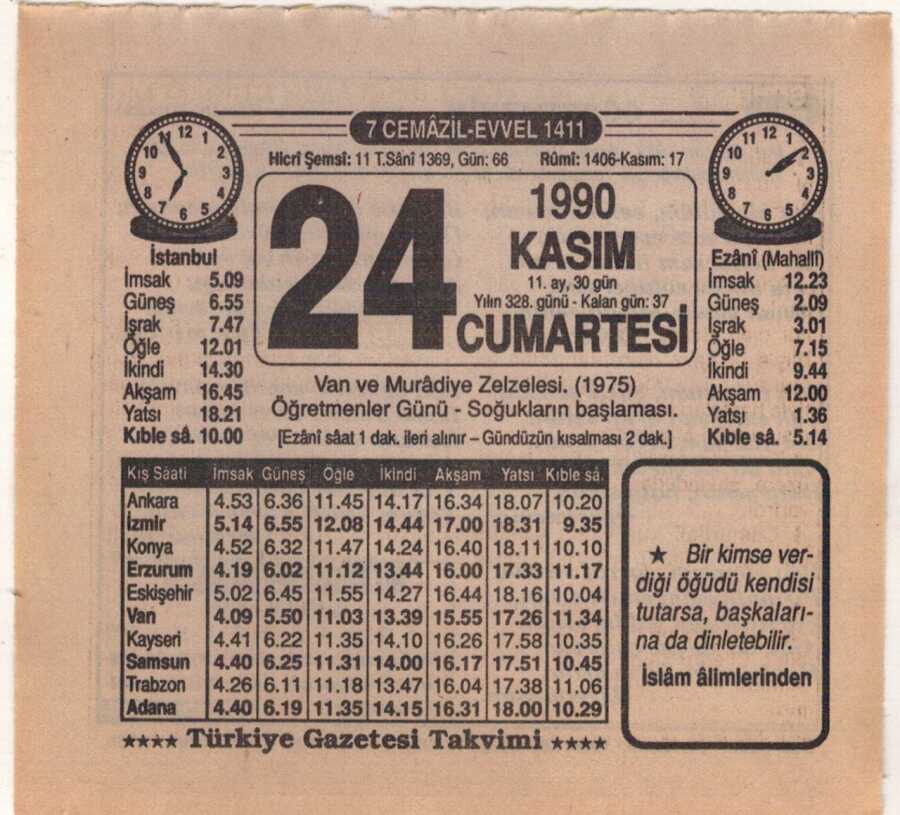 7 CEMÂZİL-EVVEL 1411
Hicrî Şemsî: 11 T.Sânî 1369, Gün: 66 Rûmî: 1406-Kasım: 17
24
1990
KASIM
11. ay, 30 gün
Yılın 328. günü - Kalan gün: 37
CUMARTESİ
İstanbul
İmsak 5.09
Güneş 6.55
İşrak 7.47
Öğle 12.01
İkindi 14.30
Akşam 16.45
Yatsı 18.21
Kıble sâ. 10.00
Ezânî (Mahallî)
İmsak 12.23
Güneş 2.09
İşrak 3.01
Öğle 7.15
İkindi 9.44
Akşam 12.00
Yatsı 1.36
Kıble sâ. 5.14
Van ve Murâdiye Zelzelesi. (1975)
Öğretmenler Günü - Soğukların başlaması.
[Ezânî sâat 1 dak. ileri alınır – Gündüzün kısalması 2 dak.]
Kış Saati İmsak Güneş Öğle İkindi Akşam Yatsı Kıble sâ.
Ankara 4.53 6.36 11.45 14.17 16.34 18.07 10.20
İzmir 5.14 6.55 12.08 14.44 17.00 18.31 9.35
Konya 4.52 6.32 11.47 14.24 16.40 18.11 10.10
Erzurum 4.19 6.02 11.12 13.44 16.00 17.33 11.17
Eskişehir 5.02 6.45 11.55 14.27 16.44 18.16 10.04
Van 4.09 5.50 11.03 13.39 15.55 17.26 11.34
Kayseri 4.41 6.22 11.35 14.10 16.26 17.58 10.35
Samsun 4.40 6.25 11.31 14.00 16.17 17.51 10.45
Trabzon 4.26 6.11 11.18 13.47 16.04 17.38 11.06
Adana 4.40 6.19 11.35 14.15 16.31 18.00 10.29
★★★★ Türkiye Gazetesi Takvimi ★★★★
★ Bir kimse ver-
diği öğüdü kendisi
tutarsa, başkaları-
na da dinletebilir.
İslâm âlimlerinden